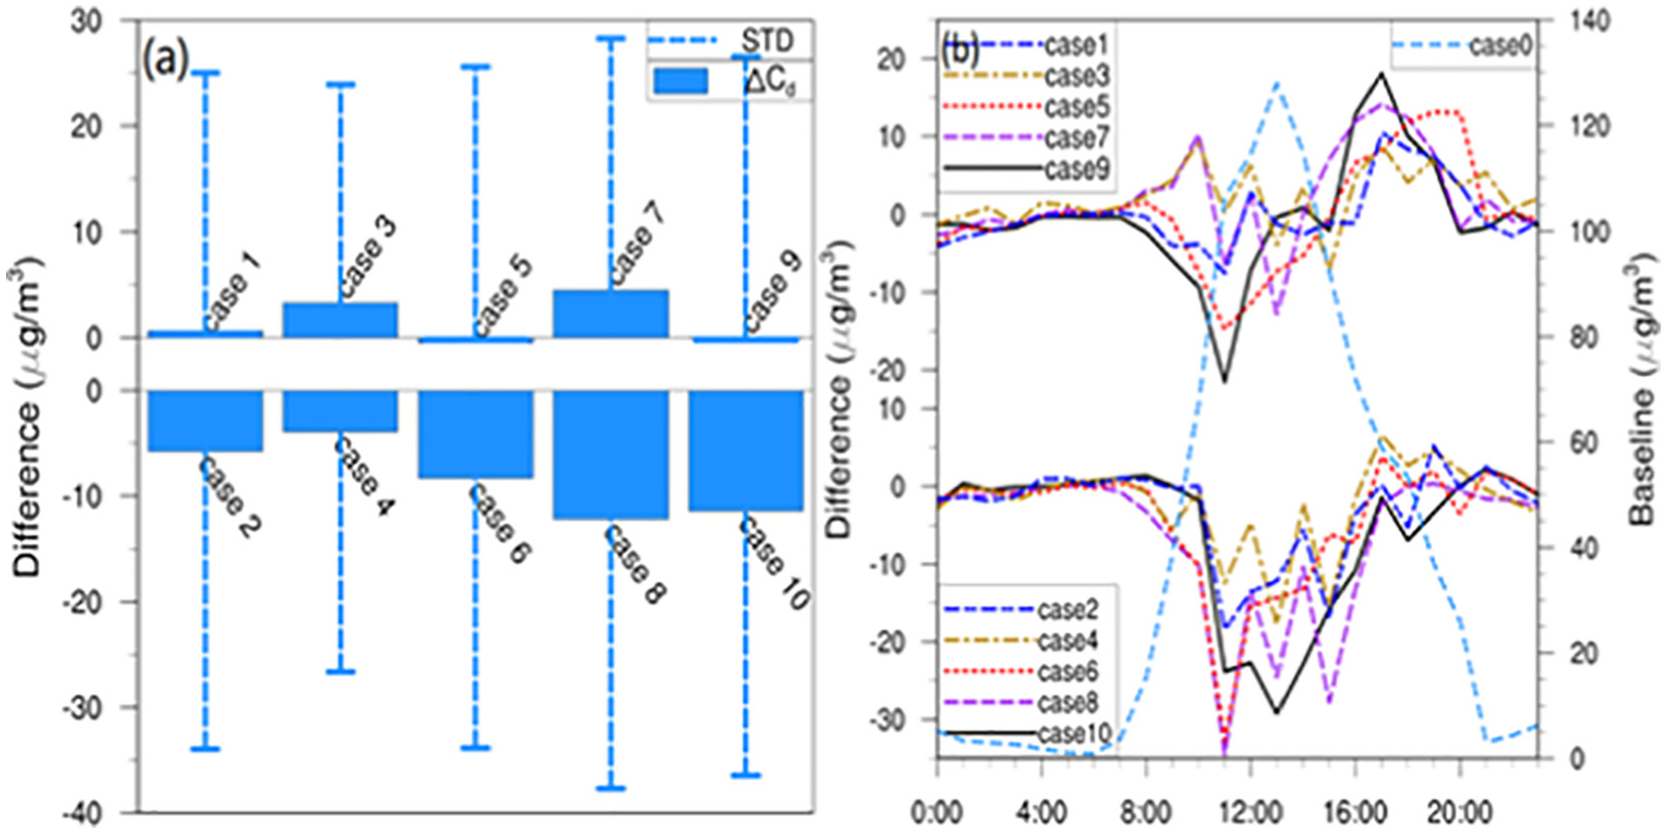 (a)
STD
ΔCd
30
20
10
0
0
-10
-20
-30
-40
Difference (μg/m³)
case 1
case 3
case 5
case 7
case 9
case 2
case 4
case 6
case 8
case 10
(b)
case1
case3
case5
case7
case9
case0
20
10
0
-10
-20
10
0
-10
-20
-30
Difference (μg/m³)
case2
case4
case6
case8
case10
140
120
100
80
60
40
20
0
Baseline (μg/m³)
0:00 4:00 8:00 12:00 16:00 20:00